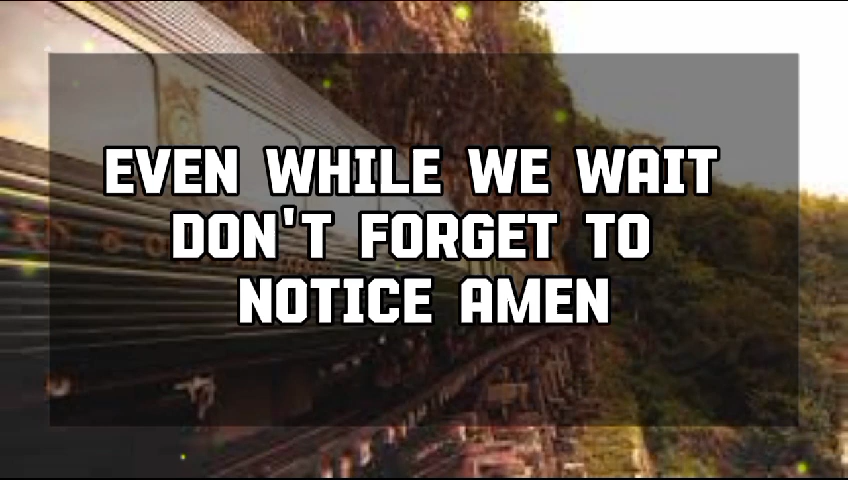 EVEN WHILE WE WAIT
DON'T FORGET TO
NOTICE AMEN